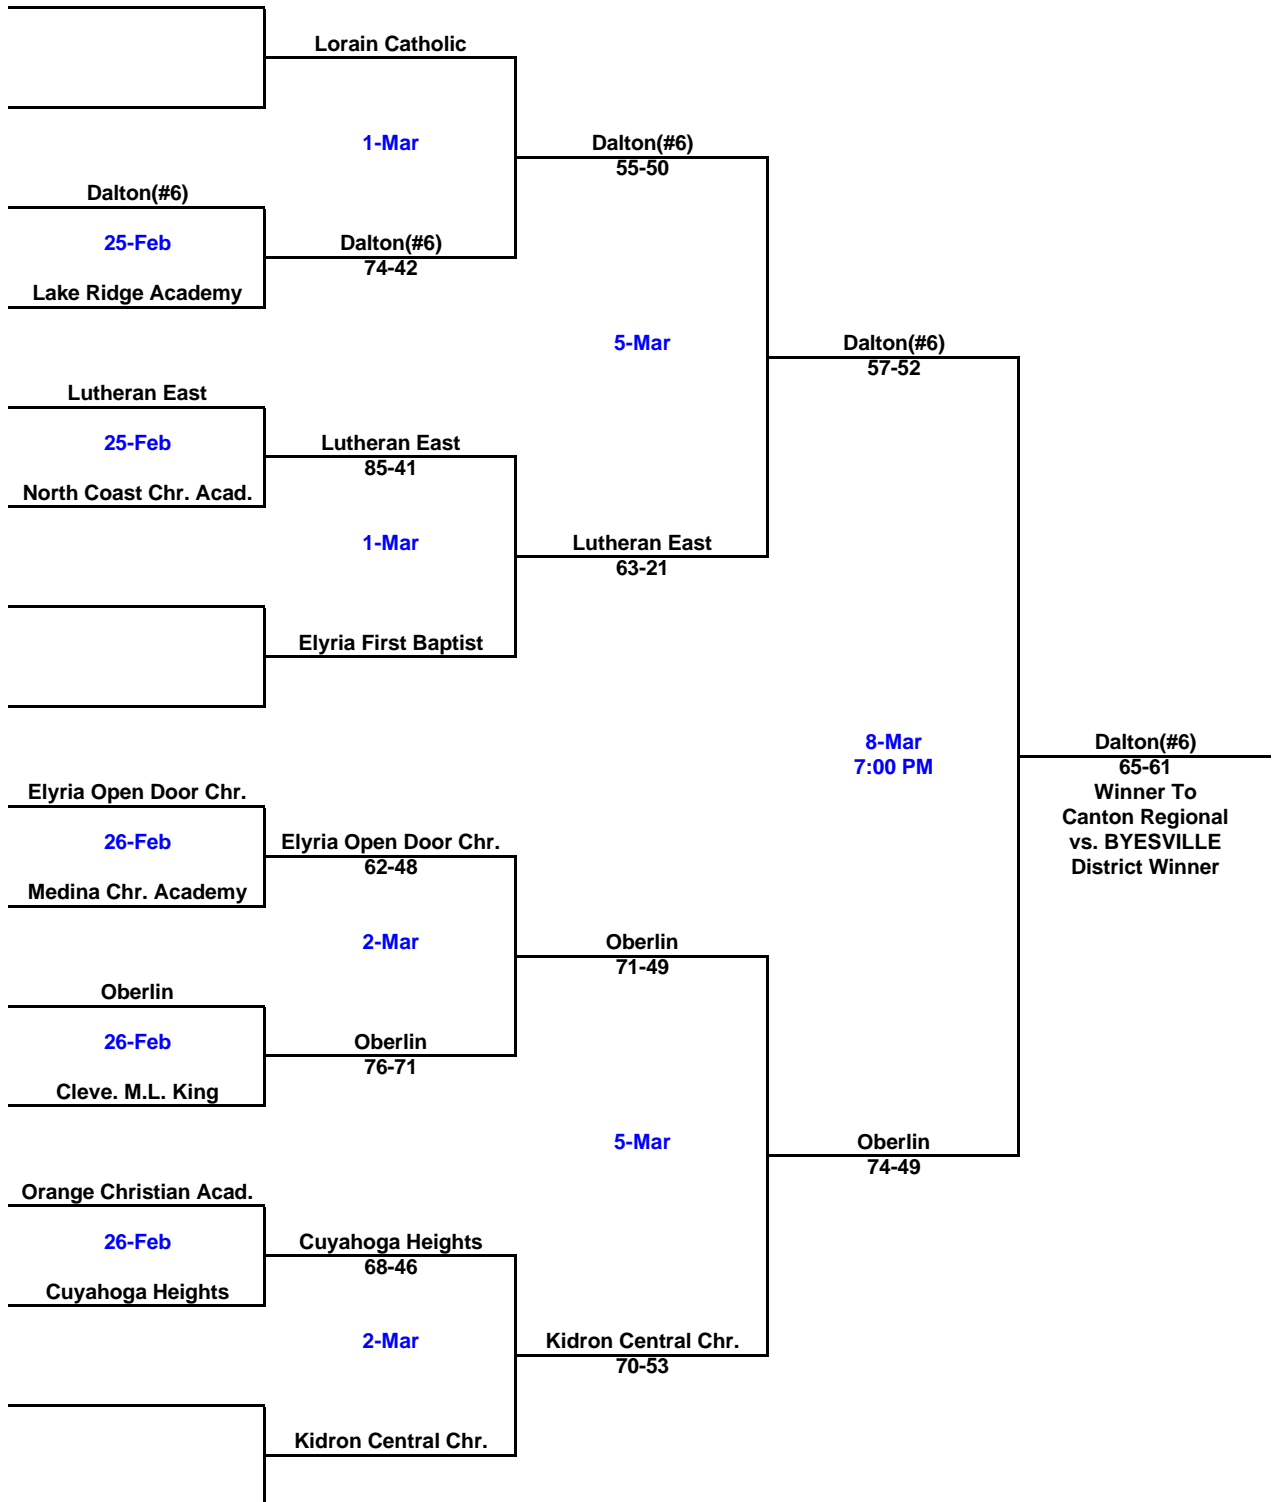 Lorain Catholic
1-Mar
Dalton(#6)
55-50
Dalton(#6)
25-Feb
Dalton(#6)
74-42
Lake Ridge Academy
5-Mar
Dalton(#6)
57-52
Lutheran East
25-Feb
Lutheran East
85-41
North Coast Chr. Acad.
1-Mar
Lutheran East
63-21
Elyria First Baptist
8-Mar
7:00 PM
Dalton(#6)
65-61
Winner To
Canton Regional
vs. BYESVILLE
District Winner
Elyria Open Door Chr.
26-Feb
Elyria Open Door Chr.
62-48
Medina Chr. Academy
2-Mar
Oberlin
71-49
Oberlin
26-Feb
Oberlin
76-71
Cleve. M.L. King
5-Mar
Oberlin
74-49
Orange Christian Acad.
26-Feb
Cuyahoga Heights
68-46
Cuyahoga Heights
2-Mar
Kidron Central Chr.
70-53
Kidron Central Chr.